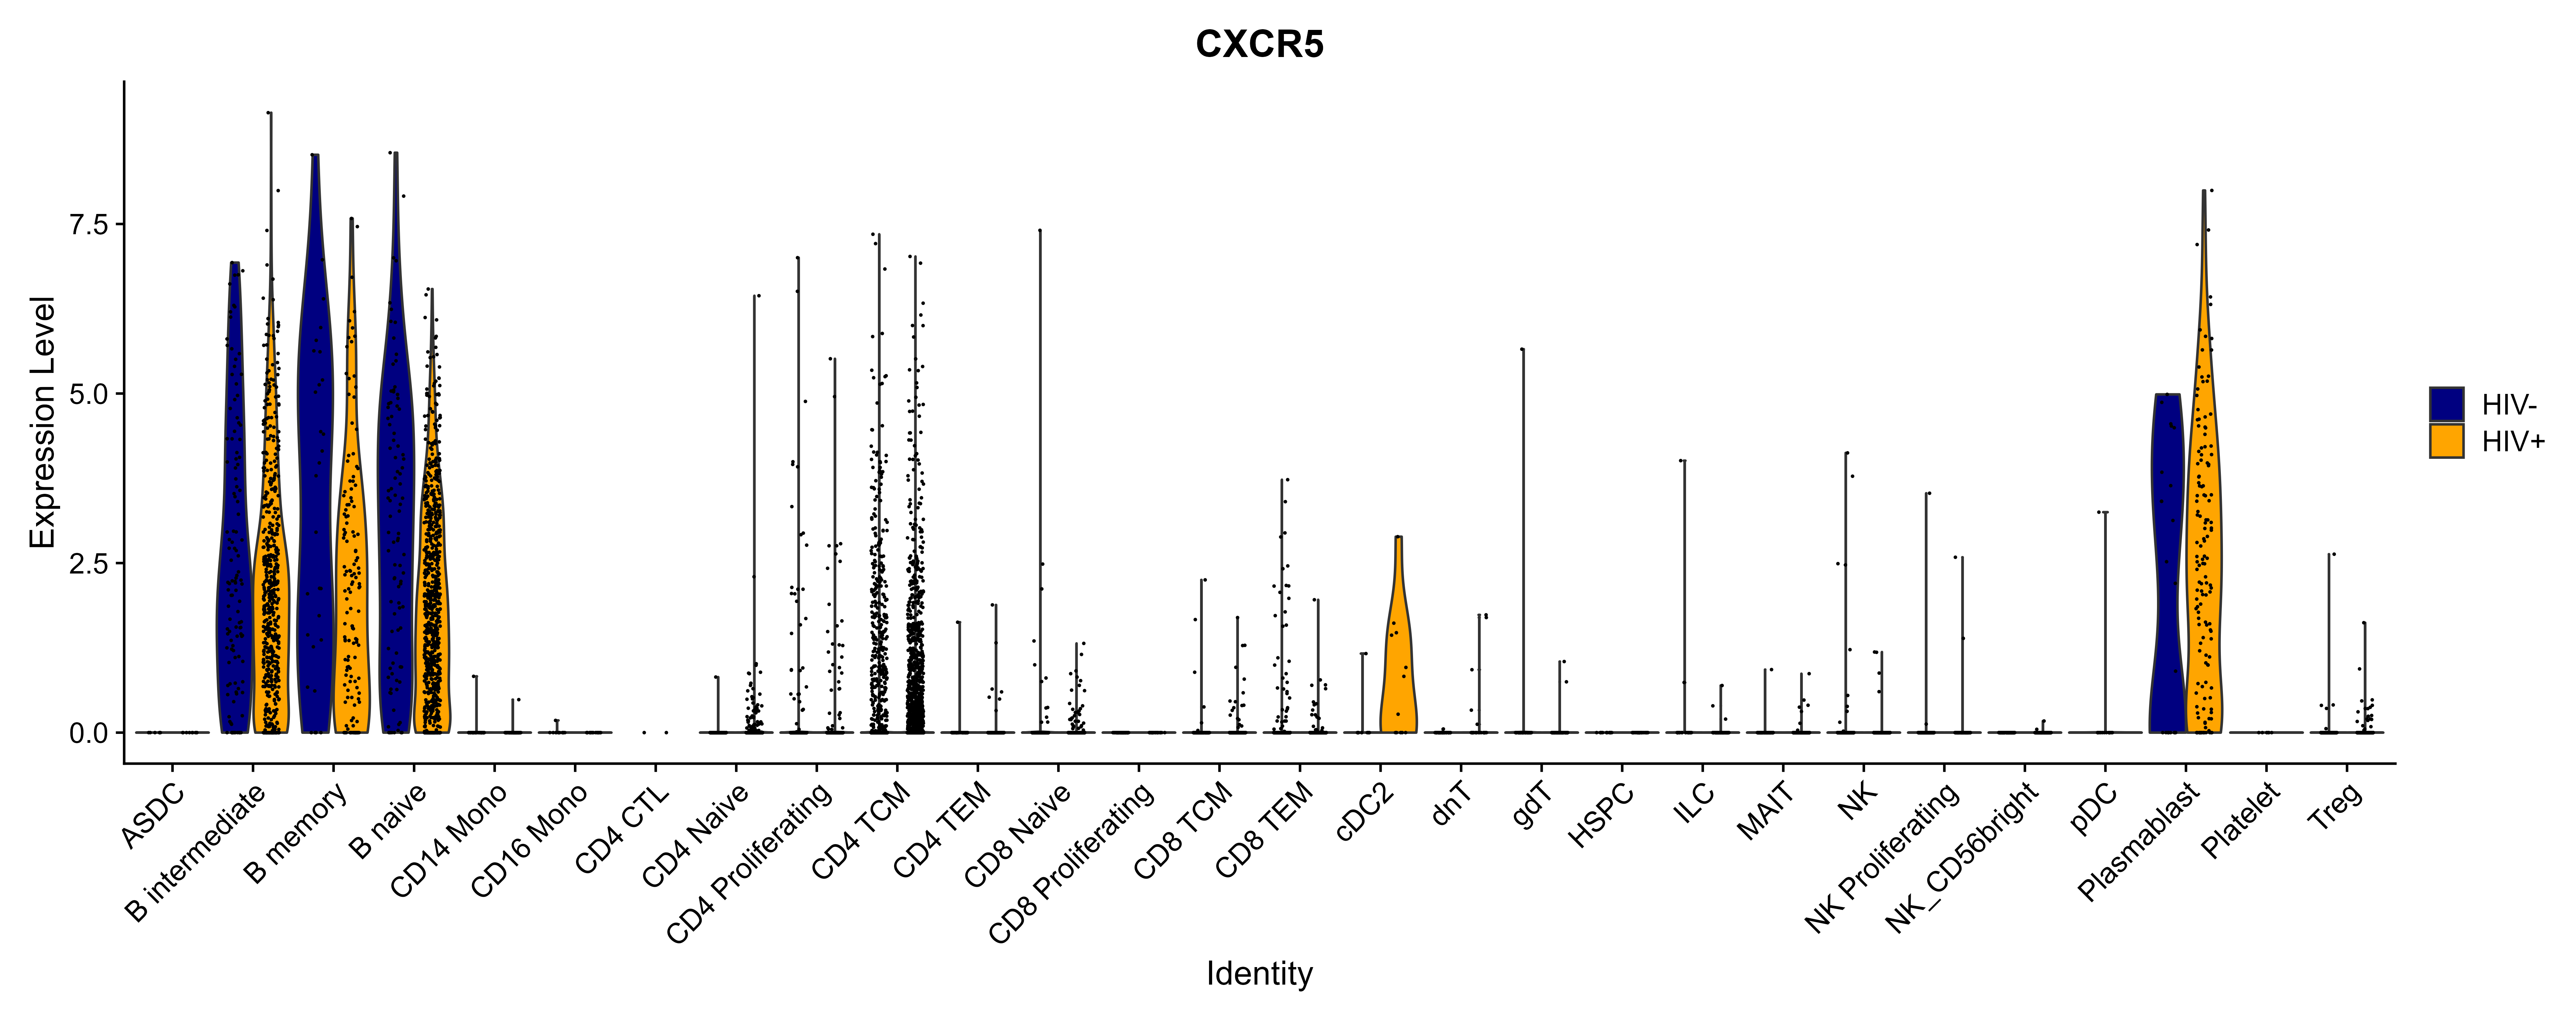 CXCR5
Expression Level
7.5
5.0
2.5
0.0
HIV-
HIV+
ASDC
B intermediate
B memory
B naive
CD14 Mono
CD16 Mono
CD4 CTL
CD4 Naive
CD4 Proliferating
CD4 TCM
CD4 TEM
CD8 Naive
CD8 Proliferating
CD8 TCM
CD8 TEM
cDC2
dnT
gdT
HSPC
ILC
MAIT
NK
NK Proliferating
NK_CD56bright
pDC
Plasmablast
Platelet
Treg
Identity